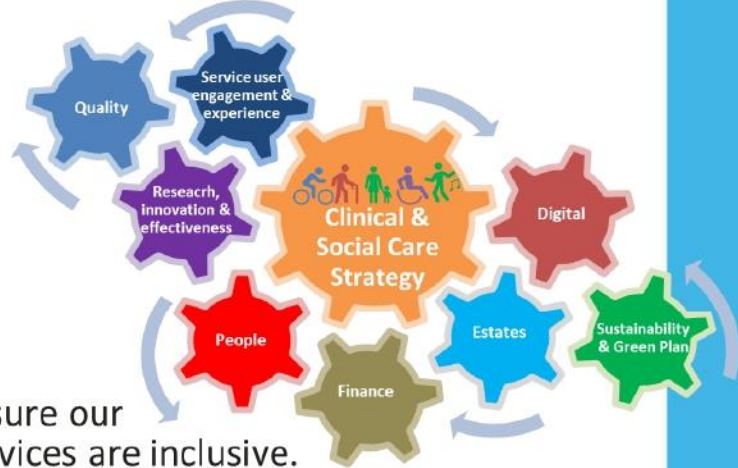 Quality
Service user
engagement &
experience
Reseacrh,
innovation &
effectiveness
Clinical &
Social Care
Strategy
Digital
People
Finance
Estates
Sustainability
& Green Plan
sure our
vices are inclusive.